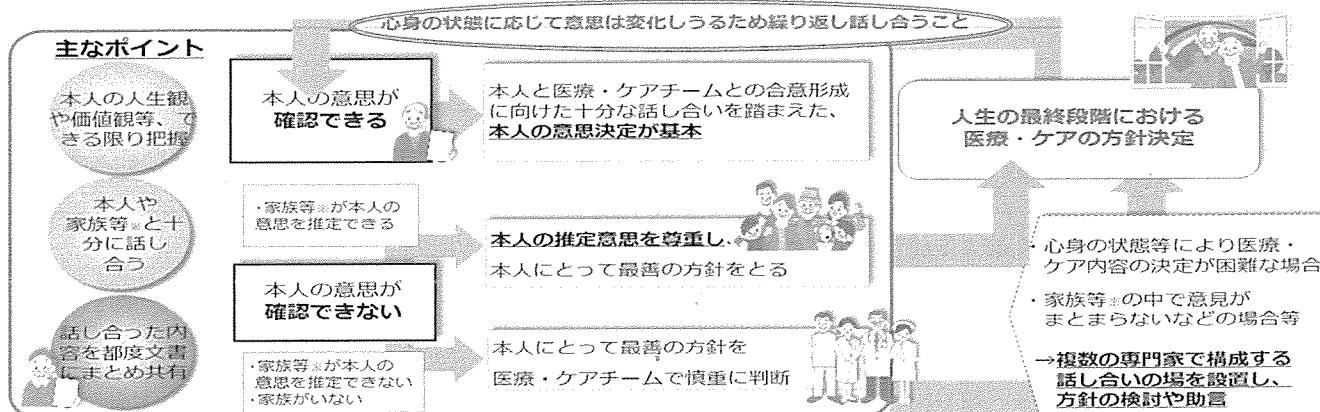 心身の状態に応じて意思は変化しうるため繰り返し話し合うこと
主なポイント
本人の人生観
や価値観等、で
きる限り把握
本人や
家族等※と十
分に話し
合う
話し合った内
容を都度文書
にまとめ共有
本人の意思が
確認できる
本人と医療・ケアチームとの合意形成
に向けた十分な話し合いを踏まえた、
本人の意思決定が基本
・家族等※が本人の
意思を推定できる
本人の意思が
確認できない
・家族等※が本人の
意思を推定できない
・家族がいない
本人の推定意思を尊重し、
本人にとって最善の方針をとる
本人にとって最善の方針を
医療・ケアチームで慎重に判断
人生の最終段階における
医療・ケアの方針決定
・心身の状態等により医療・
ケア内容の決定が困難な場合
・家族等※の中で意見が
まとまらないなどの場合等
→複数の専門家で構成する
話し合いの場を設置し、
方針の検討や助言